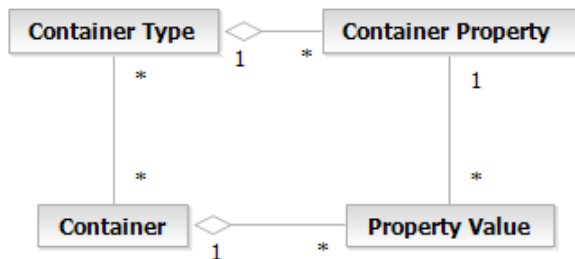 Container Type
Container Property
1
*
*
1
*
*
Container
Property Value
1
*